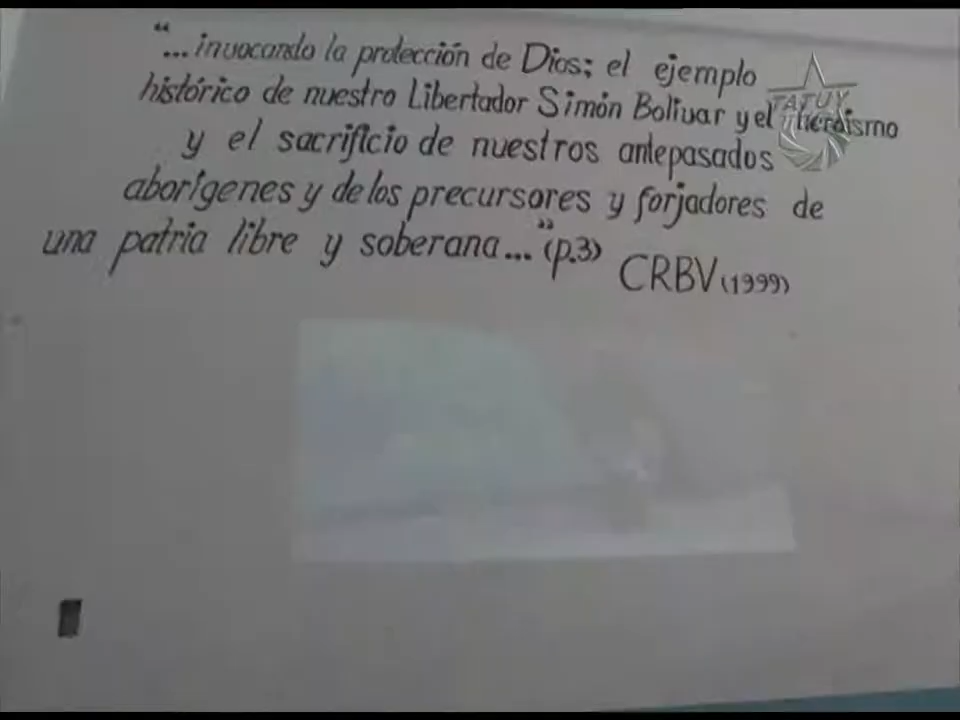 “...invocando la protección de Dios; el ejemplo
histórico de nuestro Libertador Simón Bolívar y el heroísmo
y el sacrificio de nuestros antepasados
aborígenes y de los precursores y forjadores de
una patria libre y soberana...” (p.3)
CRBV (1999)
TATUY